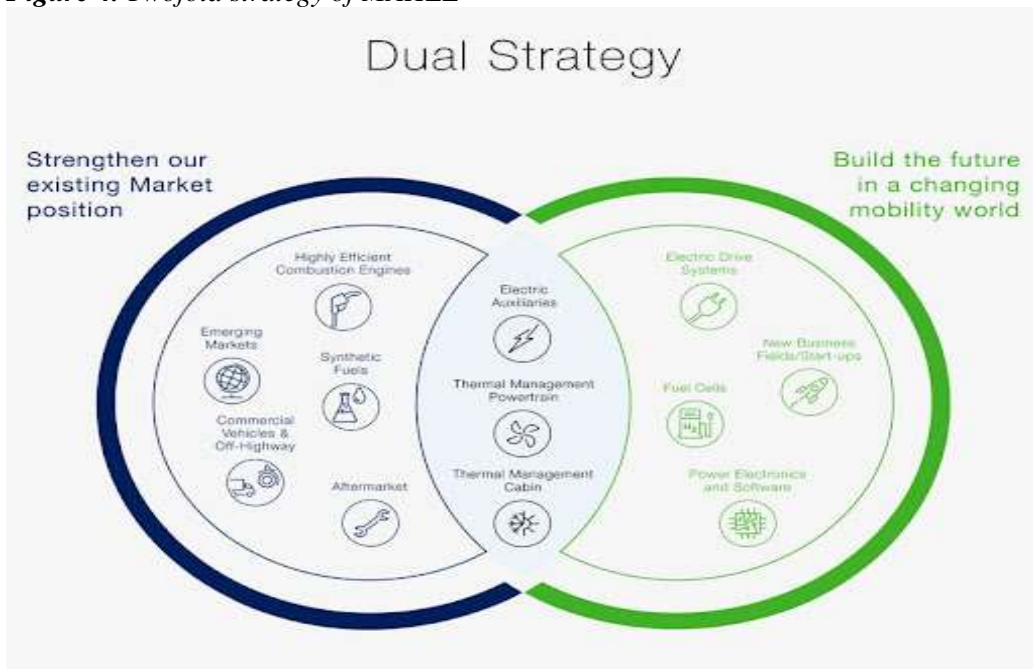 Dual Strategy
Strengthen our
existing Market
position
Build the future
in a changing
mobility world
Highly Efficient
Combustion Engines
Emerging
Markets
Synthetic
Fuels
Commercial
Vehicles &
Off-Highway
Aftermarket
Electric
Auxiliaries
Thermal Management
Powertrain
Thermal Management
Cabin
Electric Drive
Systems
New Business
Fields/Start-ups
Fuel Cells
H₂
Power Electronics
and Software